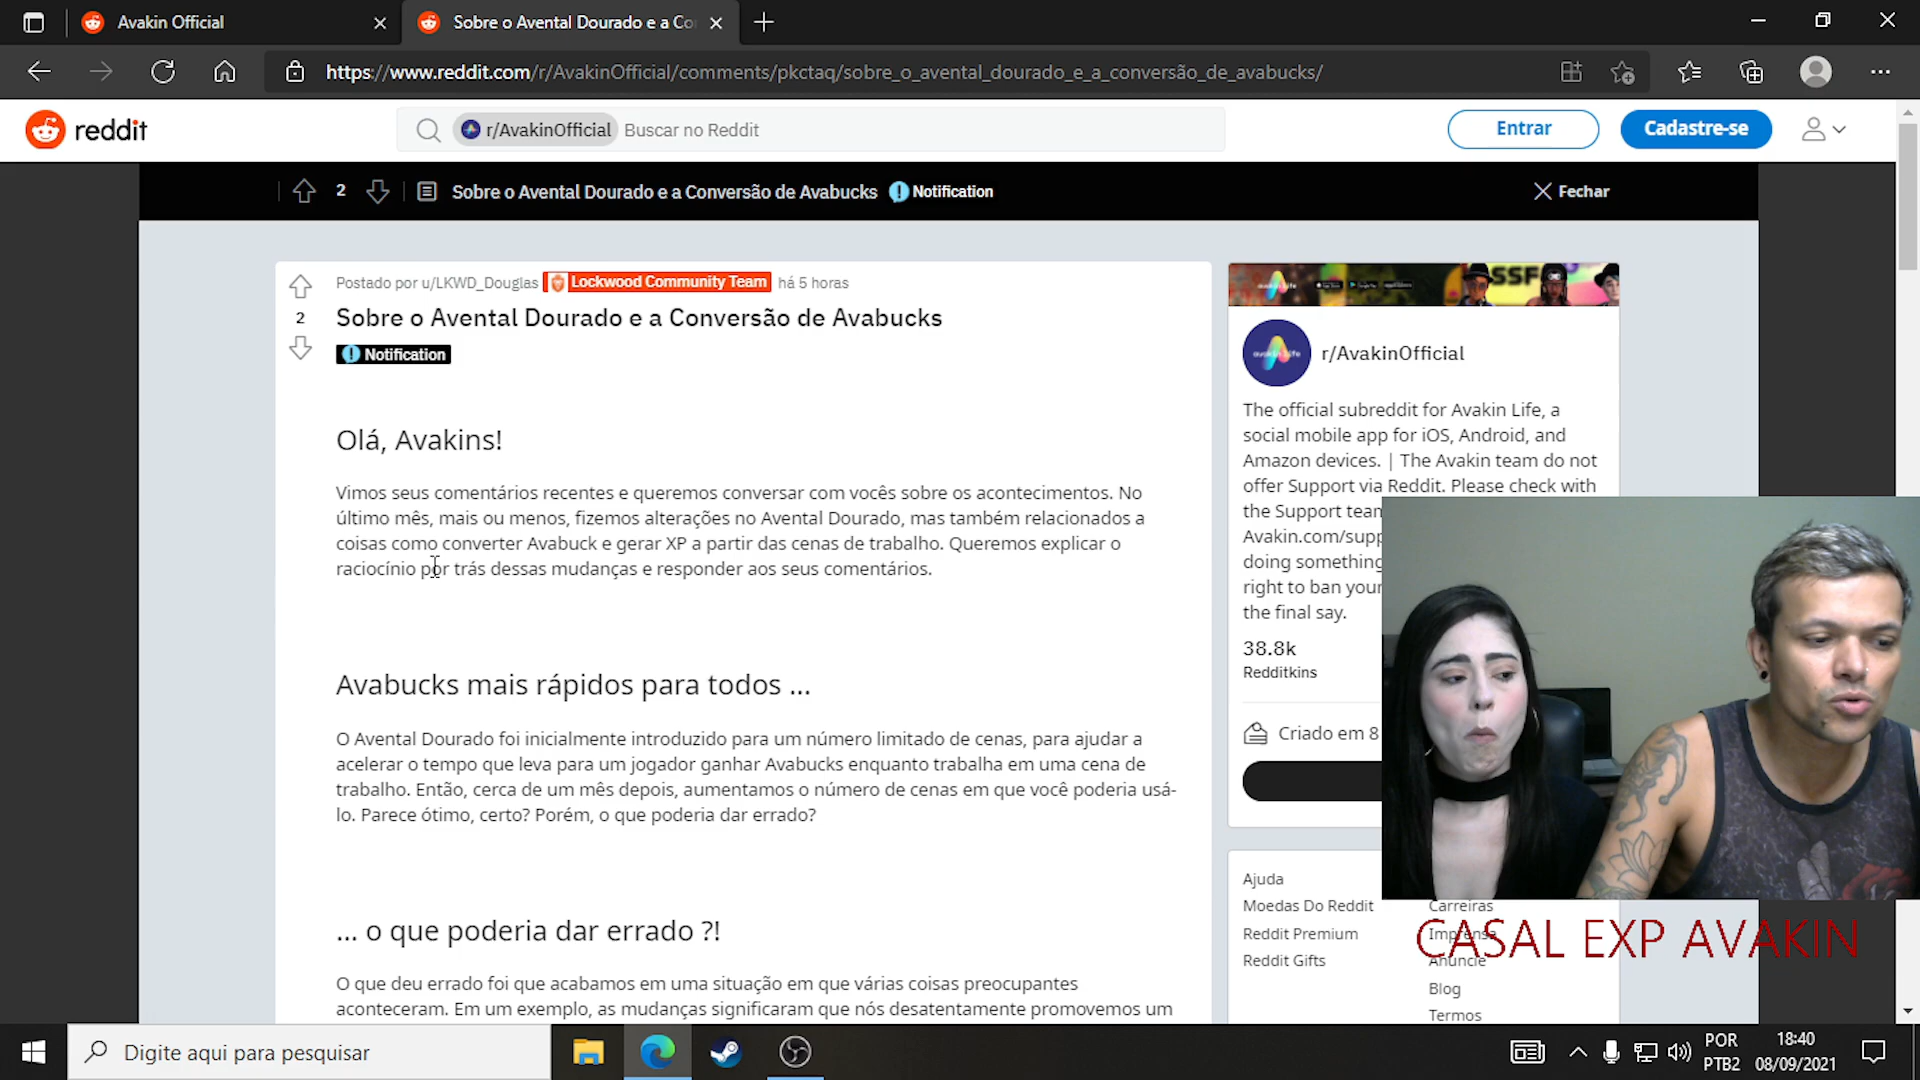 Avakin Official
Sobre o Avental Dourado e a Co
https://www.reddit.com/r/AvakinOfficial/comments/pkctaq/sobre_o_avental_dourado_e_a_conversão_de_avabucks/
reddit
r/AvakinOfficial Buscar no Reddit
Entrar
Cadastre-se
2
Sobre o Avental Dourado e a Conversão de Avabucks
Notification
Fechar
Postado por u/LKWD_Douglas Lockwood Community Team há 5 horas
2
Sobre o Avental Dourado e a Conversão de Avabucks
Notification
Olá, Avakins!
Vimos seus comentários recentes e queremos conversar com vocês sobre os acontecimentos. No
último mês, mais ou menos, fizemos alterações no Avental Dourado, mas também relacionados a
coisas como converter Avabuck e gerar XP a partir das cenas de trabalho. Queremos explicar o
raciocínio por trás dessas mudanças e responder aos seus comentários.
Avabucks mais rápidos para todos ...
O Avental Dourado foi inicialmente introduzido para um número limitado de cenas, para ajudar a
acelerar o tempo que leva para um jogador ganhar Avabucks enquanto trabalha em uma cena de
trabalho. Então, cerca de um mês depois, aumentamos o número de cenas em que você poderia usá-
lo. Parece ótimo, certo? Porém, o que poderia dar errado?
... o que poderia dar errado ?!
O que deu errado foi que acabamos em uma situação em que várias coisas preocupantes
aconteceram. Em um exemplo, as mudanças significaram que nós desatentamente promovemos um
r/AvakinOfficial
The official subreddit for Avakin Life, a
social mobile app for iOS, Android, and
Amazon devices. | The Avakin team do not
offer Support via Reddit. Please check with
the Support team
Avakin.com/supp
doing something
right to ban your
the final say.
38.8k
Redditkins
Criado em 8
Ajuda
Moedas Do Reddit
Reddit Premium
Reddit Gifts
Carreiras
Imprensa
Anuncie
Blog
Termos
CASAL EXP AVAKIN
Digite aqui para pesquisar
POR
PTB2
18:40
08/09/2021